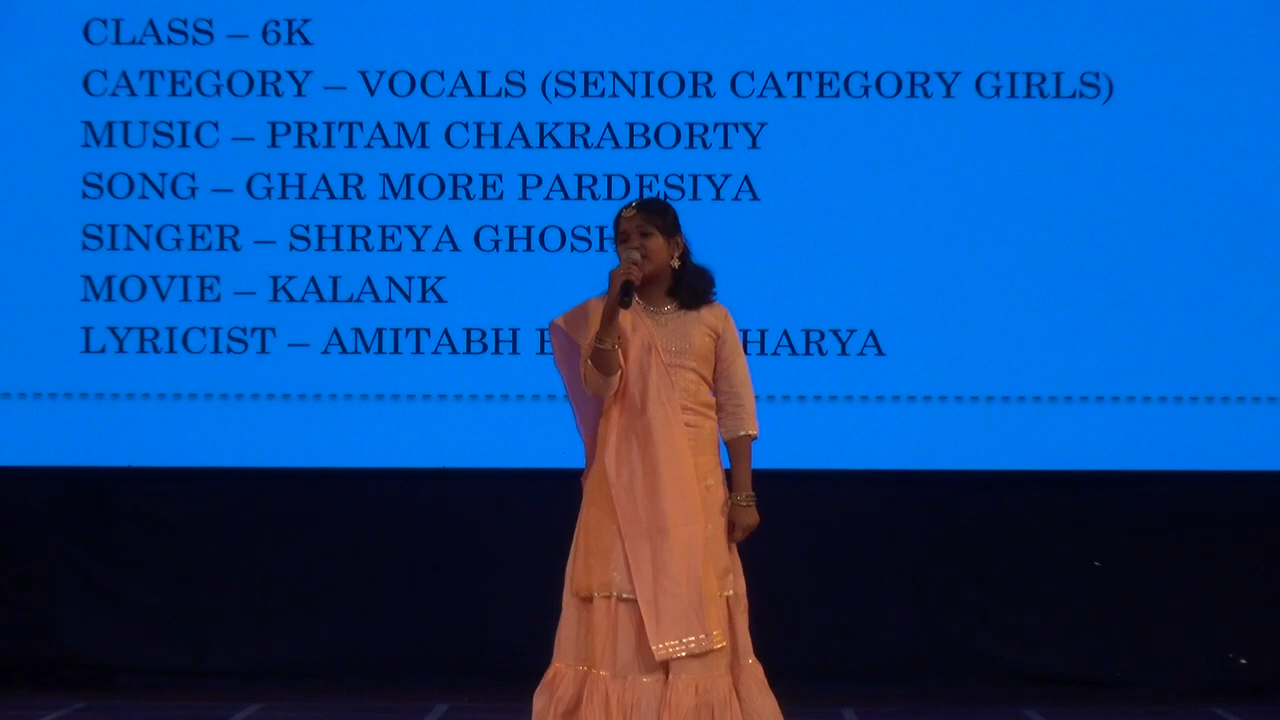 CLASS – 6K
CATEGORY – VOCALS (SENIOR CATEGORY GIRLS)
MUSIC – PRITAM CHAKRABORTY
SONG – GHAR MORE PARDESIYA
SINGER – SHREYA GHOSH
MOVIE – KALANK
LYRICIST – AMITABH